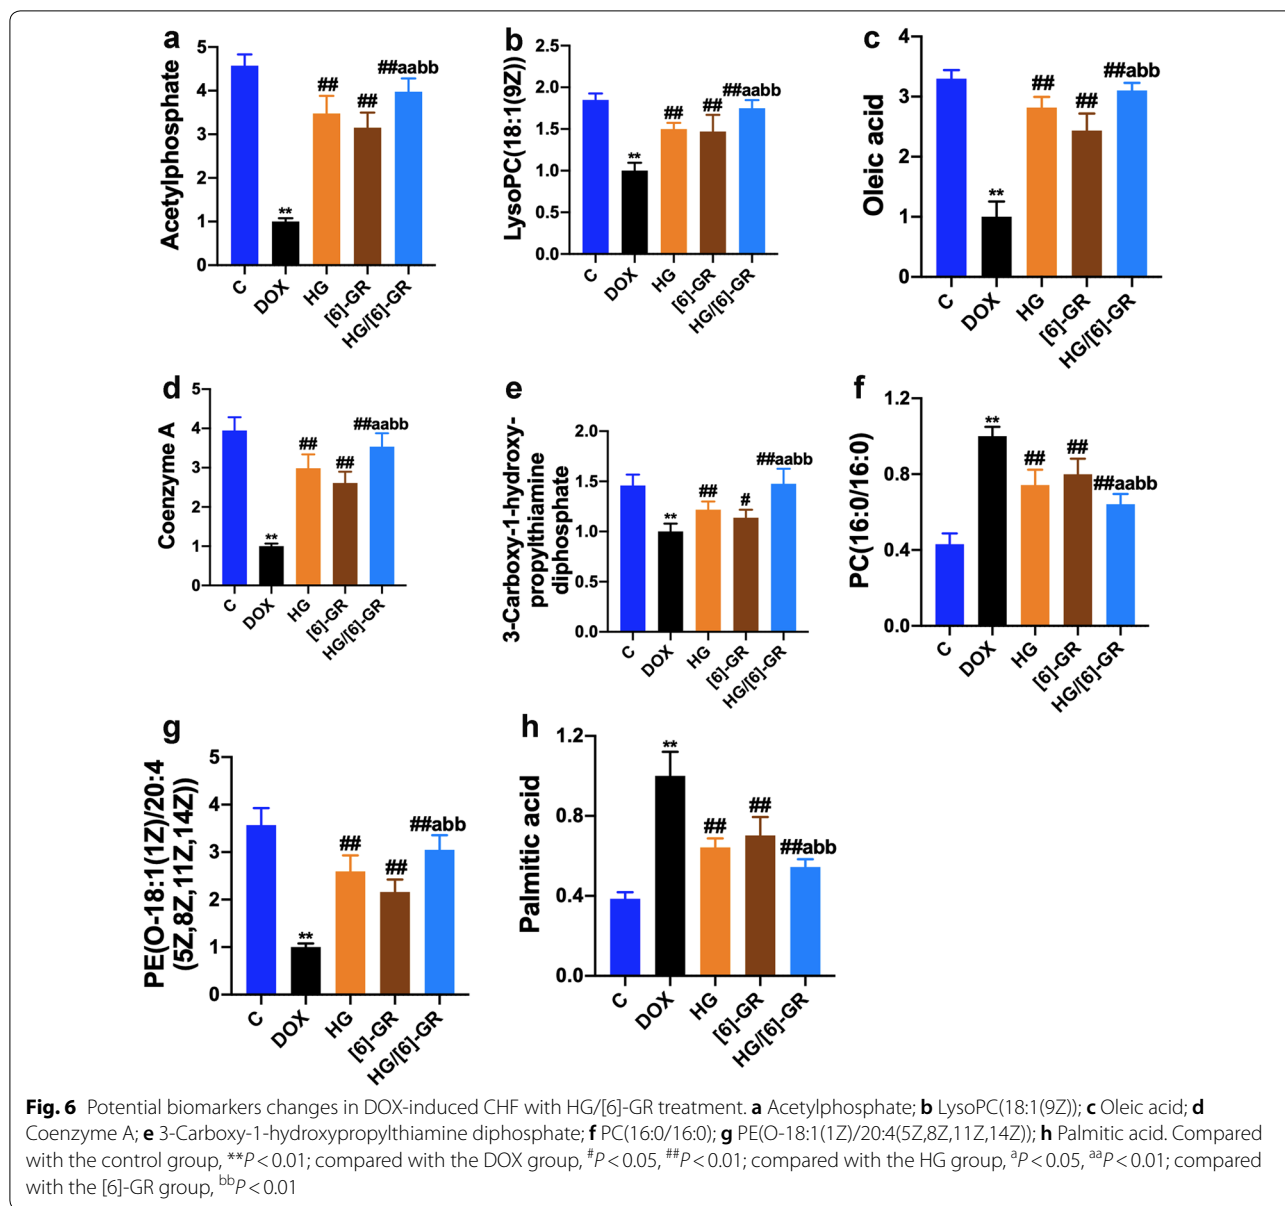 a
Acetylphosphate
5
4
3
2
1
0
**
##
##
##aabb
C
DOX
HG
[6]-GR
HG/[6]-GR
b
LysoPC(18:1(9Z))
2.5
2.0
1.5
1.0
0.5
0.0
**
##
##
##aabb
C
DOX
HG
[6]-GR
HG/[6]-GR
c
Oleic acid
4
3
2
1
0
**
##
##
##abb
C
DOX
HG
[6]-GR
HG/[6]-GR
d
Coenzyme A
5
4
3
2
1
0
**
##
##
##aabb
C
DOX
HG
[6]-GR
HG/[6]-GR
e
3-Carboxy-1-hydroxy-
propylthiamine
diphosphate
2.0
1.5
1.0
0.5
0.0
**
##
#
##aabb
C
DOX
HG
[6]-GR
HG/[6]-GR
f
PC(16:0/16:0)
1.2
0.8
0.4
0.0
**
##
##
##aabb
C
DOX
HG
[6]-GR
HG/[6]-GR
g
PE(O-18:1(1Z)/20:4
(5Z,8Z,11Z,14Z))
5
4
3
2
1
0
**
##
##
##abb
C
DOX
HG
[6]-GR
HG/[6]-GR
h
Palmitic acid
1.2
0.8
0.4
0.0
**
##
##
##abb
C
DOX
HG
[6]-GR
HG/[6]-GR
Fig. 6 Potential biomarkers changes in DOX-induced CHF with HG/[6]-GR treatment. a Acetylphosphate; b LysoPC(18:1(9Z)); c Oleic acid; d
Coenzyme A; e 3-Carboxy-1-hydroxypropylthiamine diphosphate; f PC(16:0/16:0); g PE(O-18:1(1Z)/20:4(5Z,8Z,11Z,14Z)); h Palmitic acid. Compared
with the control group, **P < 0.01; compared with the DOX group, #P < 0.05, ##P < 0.01; compared with the HG group, aP < 0.05, aaP < 0.01; compared
with the [6]-GR group, bbP < 0.01